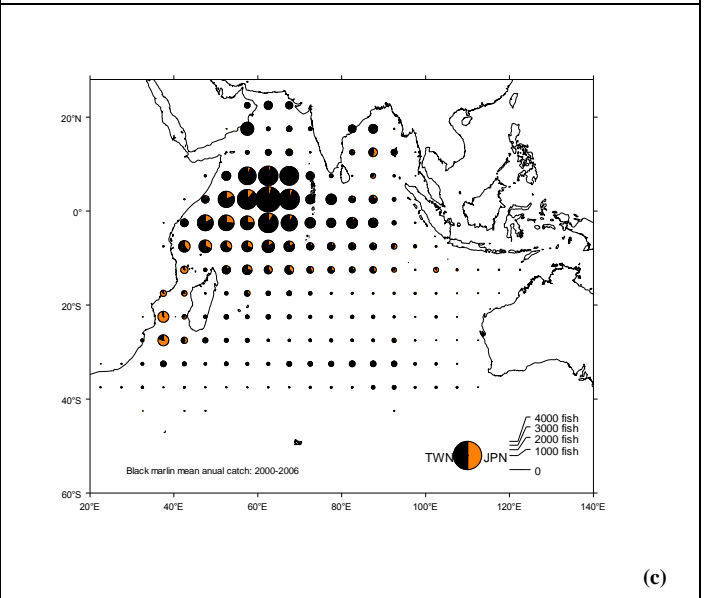 20°N
0°
20°S
40°S
60°S
4000 fish
3000 fish
2000 fish
1000 fish
0
TWN JPN
Black marlin mean anual catch: 2000-2006
20°E 40°E 60°E 80°E 100°E 120°E 140°E
(c)